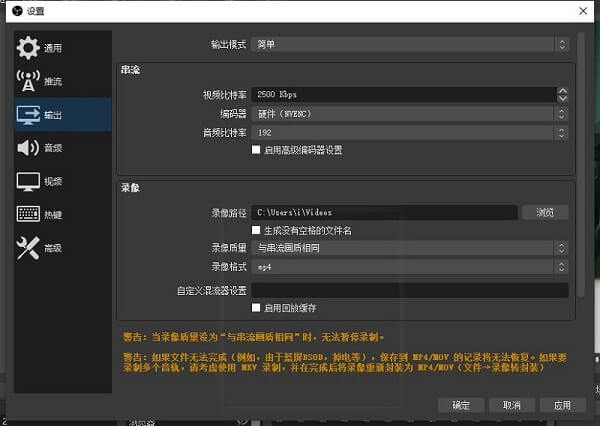 设置
通用
推流
输出
音频
视频
热键
高级
输出模式 简单
串流
视频比特率 2500 Kbps
编码器 硬件（NVENC）
音频比特率 192
启用高级编码器设置
录像
录像路径 C:\Users\i\Videos 浏览
生成没有空格的文件名
录像质量 与串流画质相同
录像格式 mp4
自定义混流器设置
启用回放缓存
警告：当录像质量设为“与串流画质相同”时，无法暂停录制。
警告：如果文件无法完成（例如，由于蓝屏BSOD，掉电等），保存到 MP4/MOV 的记录将无法恢复。如果要
录制多个音轨，请考虑使用 MKV 录制，并在完成后将录像重新封装为 MP4/MOV（文件→录像转封装）
确定 取消 应用
浏览器